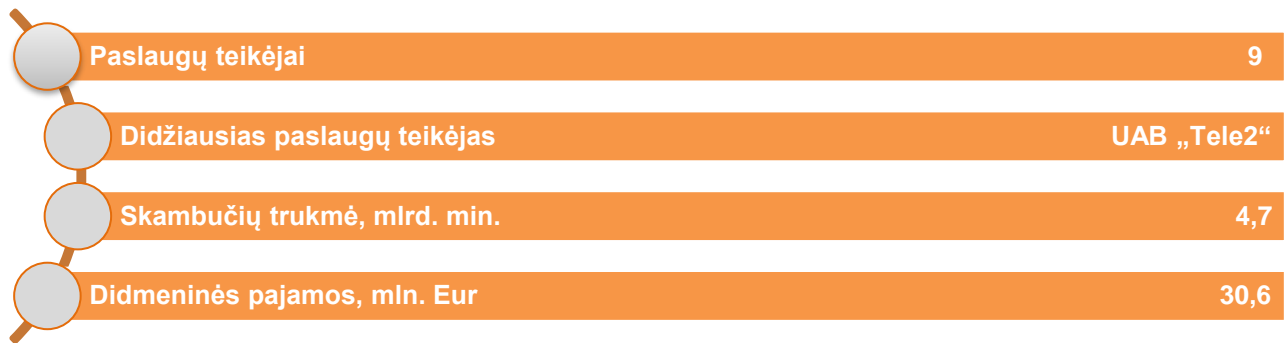 Paslaugų teikėjai 9
Didžiausias paslaugų teikėjas UAB „Tele2“
Skambučių trukmė, mlrd. min. 4,7
Didmeninės pajamos, mln. Eur 30,6